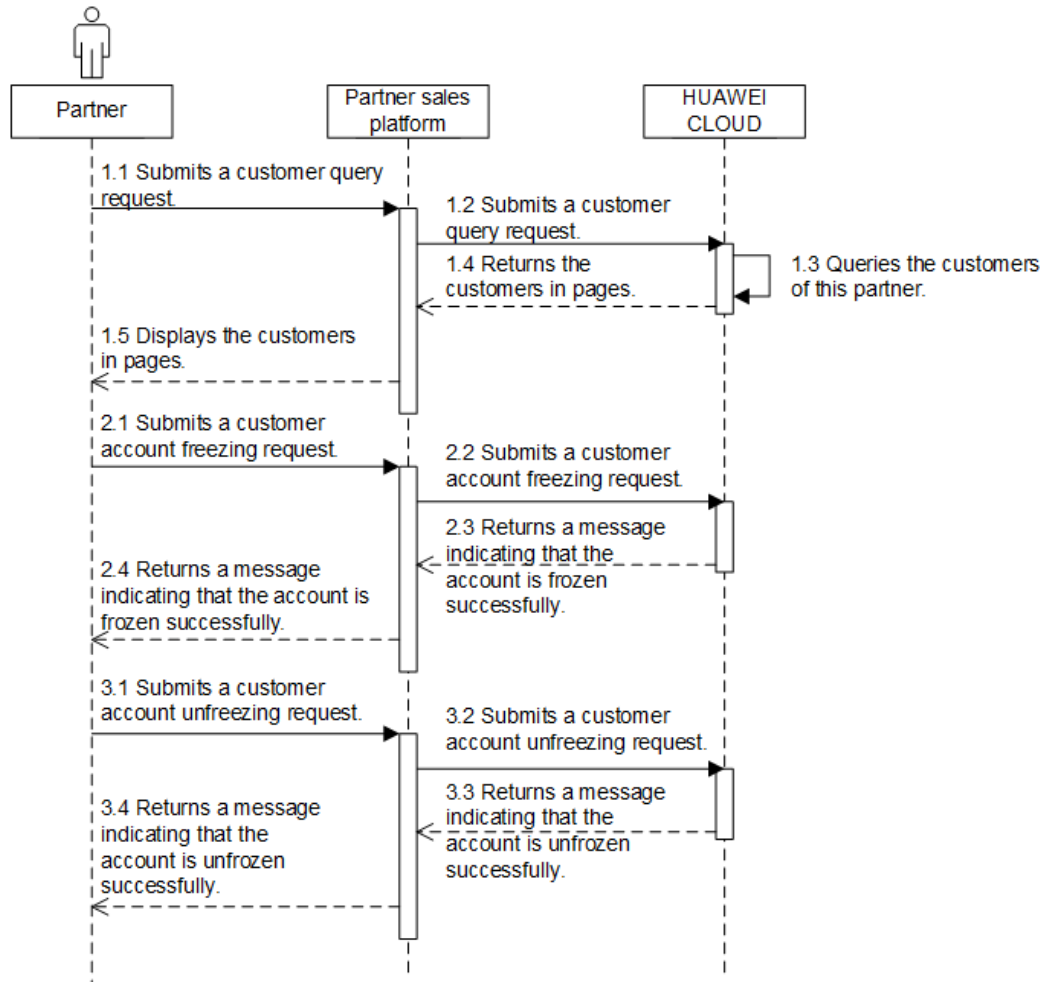 Partner
Partner sales
platform
HUAWEI
CLOUD
1.1 Submits a customer query
request.
1.2 Submits a customer
query request.
1.3 Queries the customers
of this partner.
1.4 Returns the
customers in pages.
1.5 Displays the customers
in pages.
2.1 Submits a customer
account freezing request.
2.2 Submits a customer
account freezing request.
2.3 Returns a message
indicating that the
account is frozen
successfully.
2.4 Returns a message
indicating that the account is
frozen successfully.
3.1 Submits a customer
account unfreezing request.
3.2 Submits a customer
account unfreezing request.
3.3 Returns a message
indicating that the
account is unfrozen
successfully.
3.4 Returns a message
indicating that the
account is unfrozen
successfully.